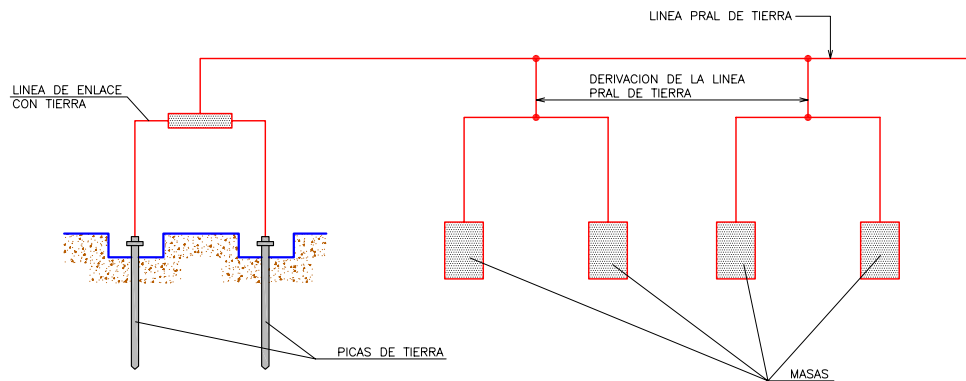 LINEA PRAL DE TIERRA
DERIVACION DE LA LINEA
PRAL DE TIERRA
LINEA DE ENLACE
CON TIERRA
PICAS DE TIERRA
MASAS